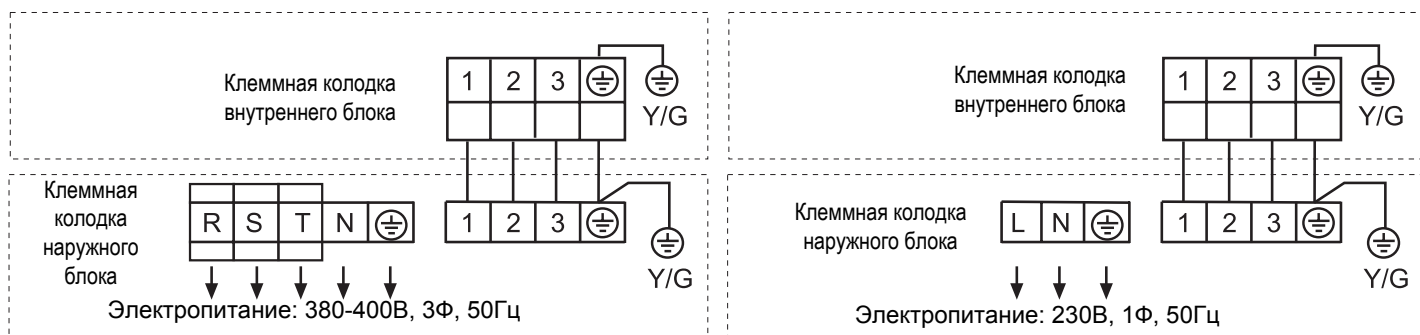 Клеммная колодка
внутреннего блока
1 2 3
Y/G
Клеммная
колодка
наружного
блока
R S T N
1 2 3
Y/G
Электропитание: 380-400В, 3Ф, 50Гц
Клеммная колодка
внутреннего блока
1 2 3
Y/G
Клеммная колодка
наружного блока
L N
1 2 3
Y/G
Электропитание: 230В, 1Ф, 50Гц